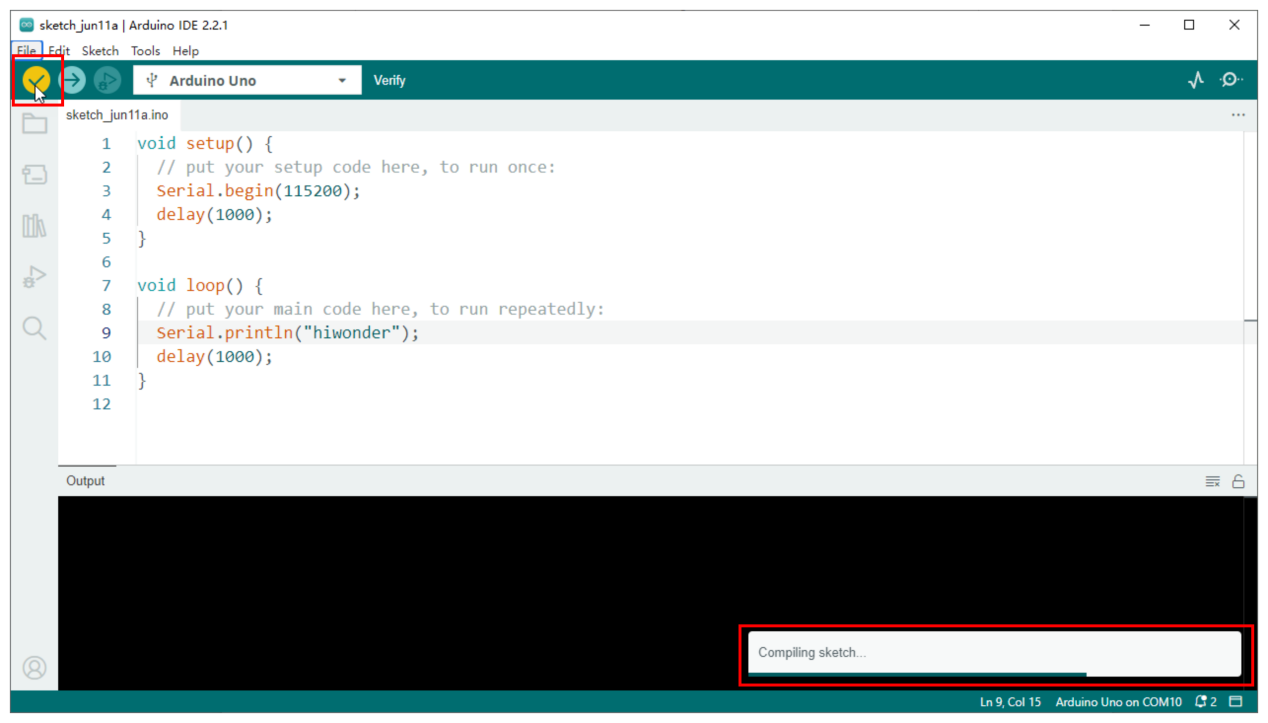 sketch_jun11a | Arduino IDE 2.2.1
File Edit Sketch Tools Help
Arduino Uno Verify
sketch_jun11a.ino
1 void setup() {
2 // put your setup code here, to run once:
3 Serial.begin(115200);
4 delay(1000);
5 }
6
7 void loop() {
8 // put your main code here, to run repeatedly:
9 Serial.println("hiwonder");
10 delay(1000);
11 }
12
Output
Compiling sketch...
Ln 9, Col 15 Arduino Uno on COM10 2